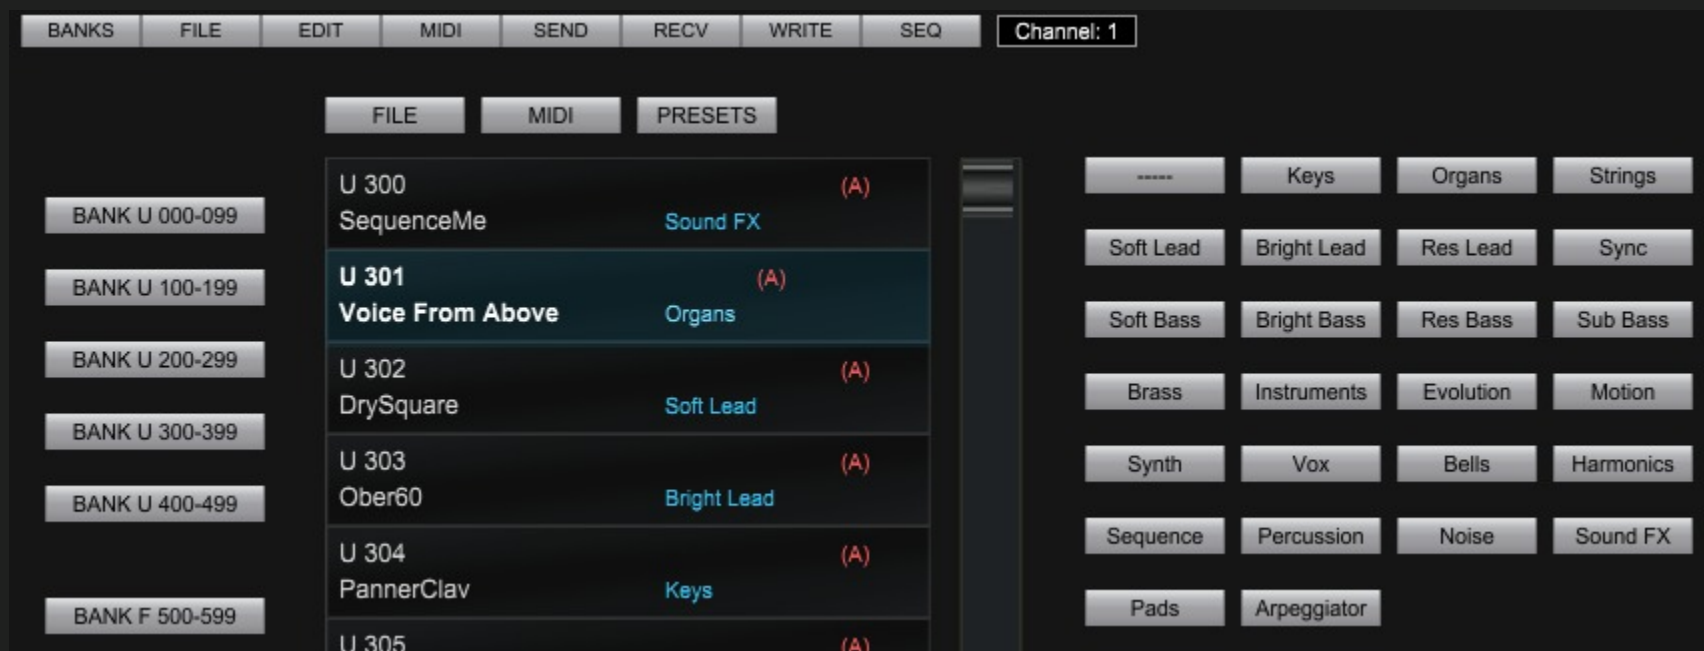 BANKS FILE EDIT MIDI SEND RECV WRITE SEQ Channel: 1
FILE MIDI PRESETS
BANK U 000-099
BANK U 100-199
BANK U 200-299
BANK U 300-399
BANK U 400-499
BANK F 500-599
U 300 (A)
SequenceMe Sound FX
U 301 (A)
Voice From Above Organs
U 302 (A)
DrySquare Soft Lead
U 303 (A)
Ober60 Bright Lead
U 304 (A)
PannerClav Keys
U 305 (A)
----- Keys Organs Strings
Soft Lead Bright Lead Res Lead Sync
Soft Bass Bright Bass Res Bass Sub Bass
Brass Instruments Evolution Motion
Synth Vox Bells Harmonics
Sequence Percussion Noise Sound FX
Pads Arpeggiator